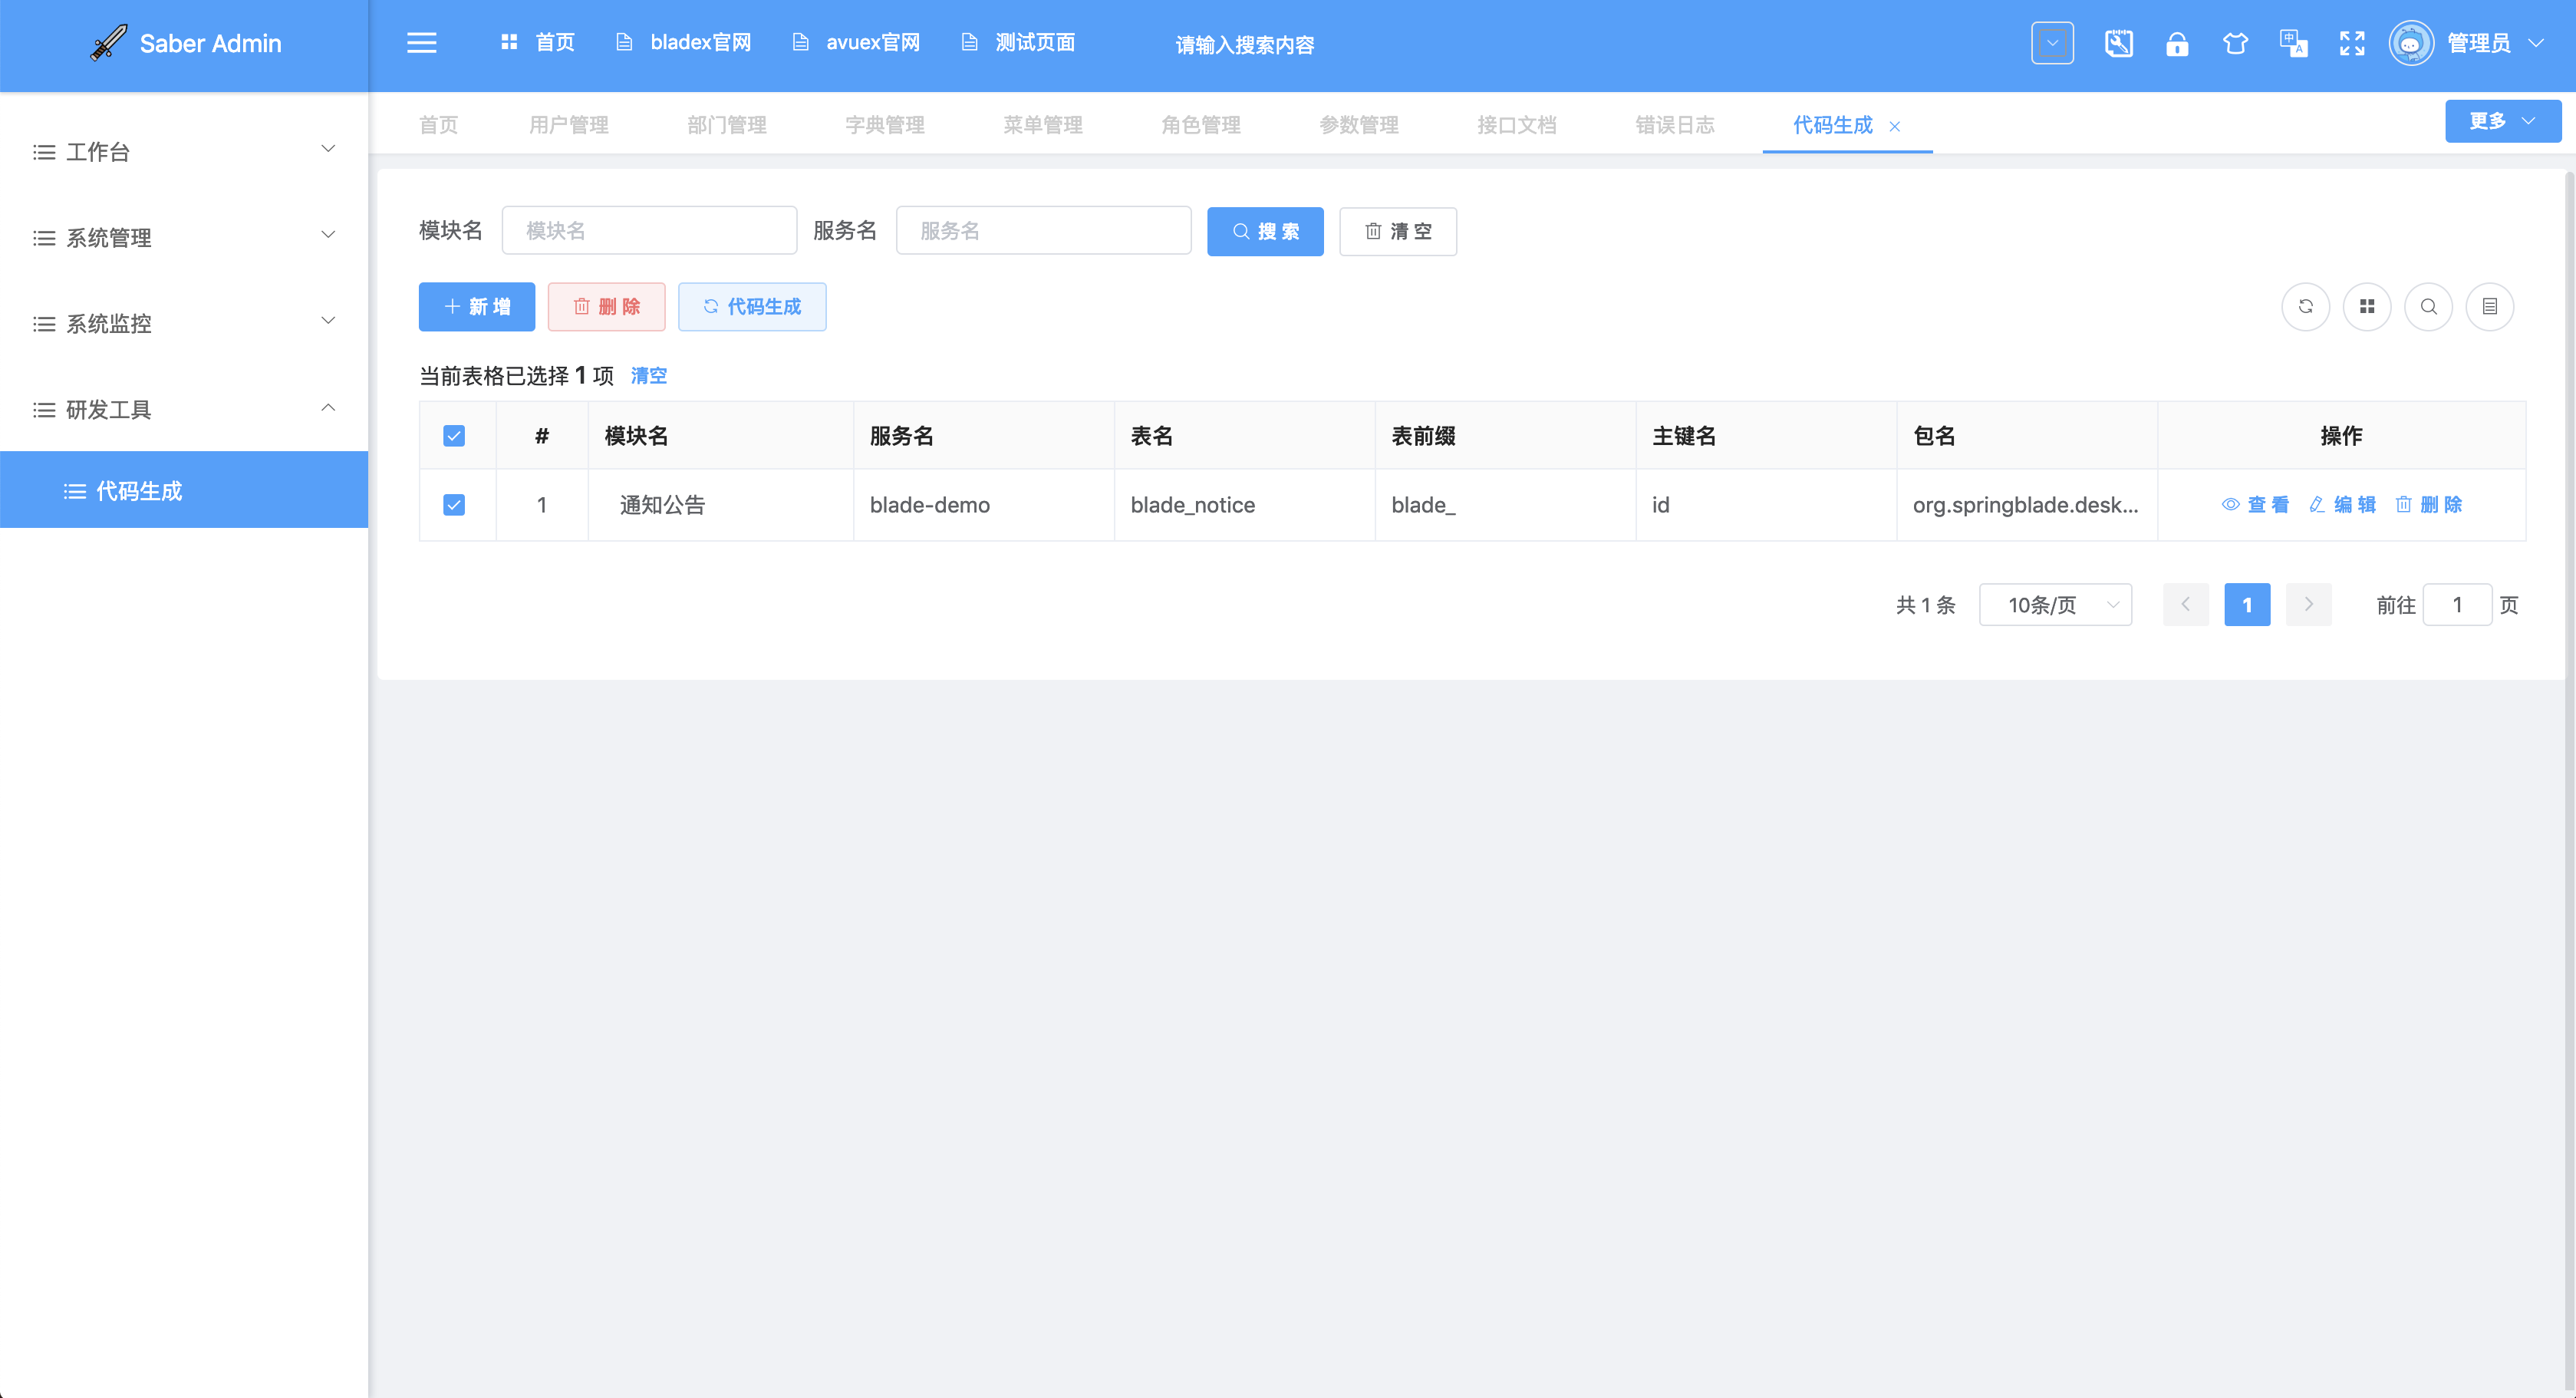 Saber Admin
首页 bladex官网 avuex官网 测试页面 请输入搜索内容 中 A 管理员
首页 用户管理 部门管理 字典管理 菜单管理 角色管理 参数管理 接口文档 错误日志 代码生成 更多
工作台
系统管理
系统监控
研发工具
代码生成
模块名 模块名 服务名 服务名 搜 索 清 空
新 增 删 除 代码生成
当前表格已选择 1 项 清空
# 模块名 服务名 表名 表前缀 主键名 包名 操作
1 通知公告 blade-demo blade_notice blade_ id org.springblade.desk... 查 看 编 辑 删 除
共 1 条 10条/页 1 前往 1 页